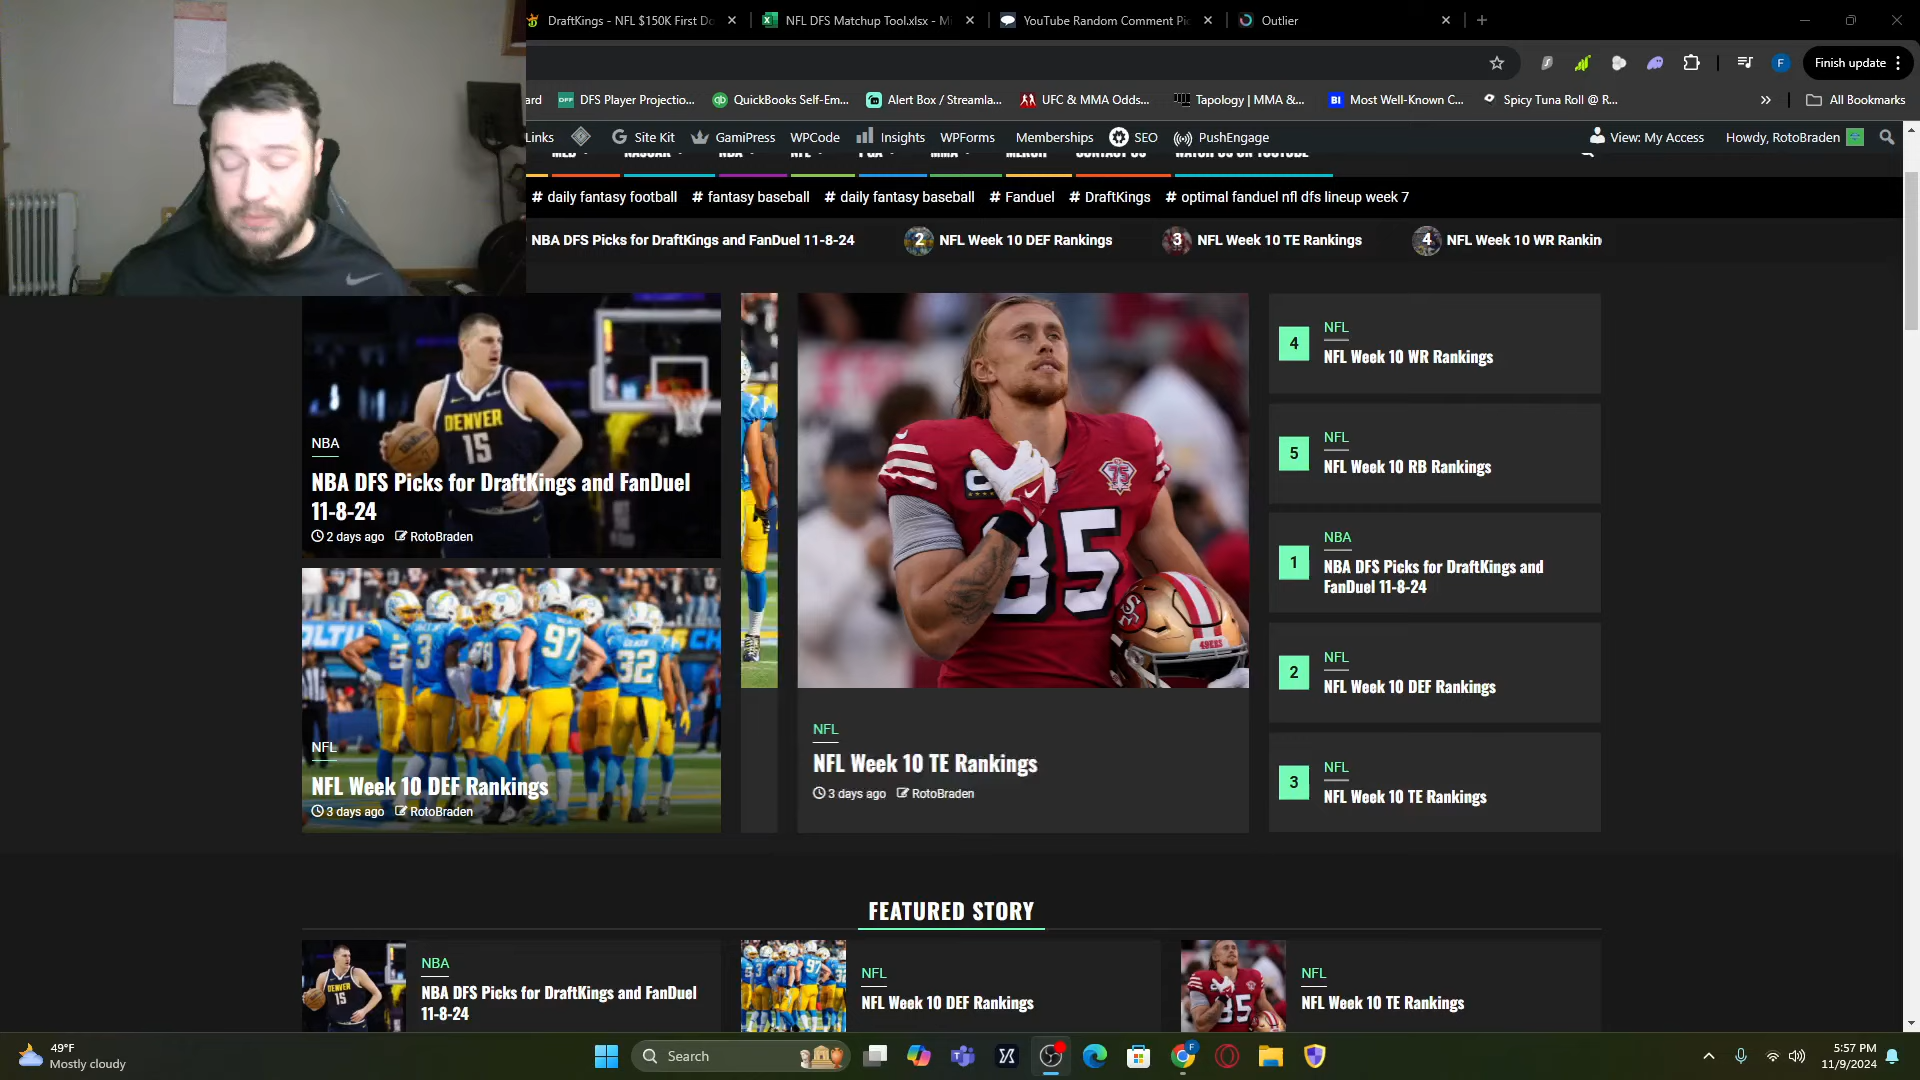 DraftKings - NFL $150K First Do
NFL DFS Matchup Tool.xlsx - M
YouTube Random Comment Pic
Outlier
Finish update
ard
DFS Player Projectio...
QuickBooks Self-Em...
Alert Box / Streamla...
UFC & MMA Odds...
Tapology | MMA &...
Most Well-Known C...
Spicy Tuna Roll @ R...
All Bookmarks
Links
Site Kit
GamiPress
WPCode
Insights
WPForms
Memberships
SEO
PushEngage
View: My Access
Howdy, RotoBraden
# daily fantasy football # fantasy baseball # daily fantasy baseball # Fanduel # DraftKings # optimal fanduel nfl dfs lineup week 7
NBA DFS Picks for DraftKings and FanDuel 11-8-24
2 NFL Week 10 DEF Rankings
3 NFL Week 10 TE Rankings
4 NFL Week 10 WR Rankin
DENVER
15
NBA
NBA DFS Picks for DraftKings and FanDuel
11-8-24
2 days ago RotoBraden
NFL
NFL Week 10 DEF Rankings
3 days ago RotoBraden
85
NFL
NFL Week 10 TE Rankings
3 days ago RotoBraden
4
NFL
NFL Week 10 WR Rankings
5
NFL
NFL Week 10 RB Rankings
1
NBA
NBA DFS Picks for DraftKings and
FanDuel 11-8-24
2
NFL
NFL Week 10 DEF Rankings
3
NFL
NFL Week 10 TE Rankings
FEATURED STORY
NBA
NBA DFS Picks for DraftKings and FanDuel
11-8-24
NFL
NFL Week 10 DEF Rankings
NFL
NFL Week 10 TE Rankings
49°F
Mostly cloudy
Search
5:57 PM
11/9/2024